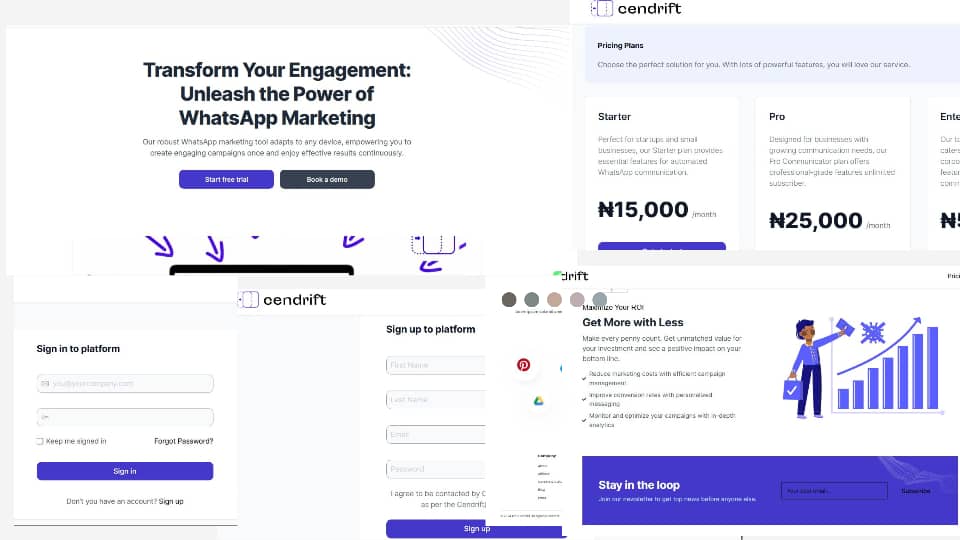 cendrift
Transform Your Engagement:
Unleash the Power of
WhatsApp Marketing
Our robust WhatsApp marketing tool adapts to any device, empowering you to
create engaging campaigns once and enjoy effective results continuously.
Start free trial
Book a demo
Pricing Plans
Choose the perfect solution for you. With lots of powerful features, you will love our service.
Starter
Perfect for startups and small
businesses, our Starter plan provides
essential features for automated
WhatsApp communication.
₦15,000 /month
Pro
Designed for businesses with
growing communication needs, our
Pro Communicator plan offers
professional-grade features unlimited
subscriber.
₦25,000 /month
Ente
Our to
caters
corpo
featur
comm
Sign in to platform
you@yourcompany.com
Keep me signed in
Forgot Password?
Sign in
Don't you have an account? Sign up
cendrift
Sign up to platform
First Name
Last Name
Email
Password
I agree to be contacted by C
as per the Cendrift
Sign up
Company
drift
Prici
Maximize Your ROI
Get More with Less
Make every penny count. Get unmatched value for
your investment and see a positive impact on your
bottom line.
Reduce marketing costs with efficient campaign
management
Improve conversion rates with personalized
messaging
Monitor and optimize your campaigns with in-depth
analytics
Stay in the loop
Join our newsletter to get top news before anyone else.
Your best email…
Subscribe